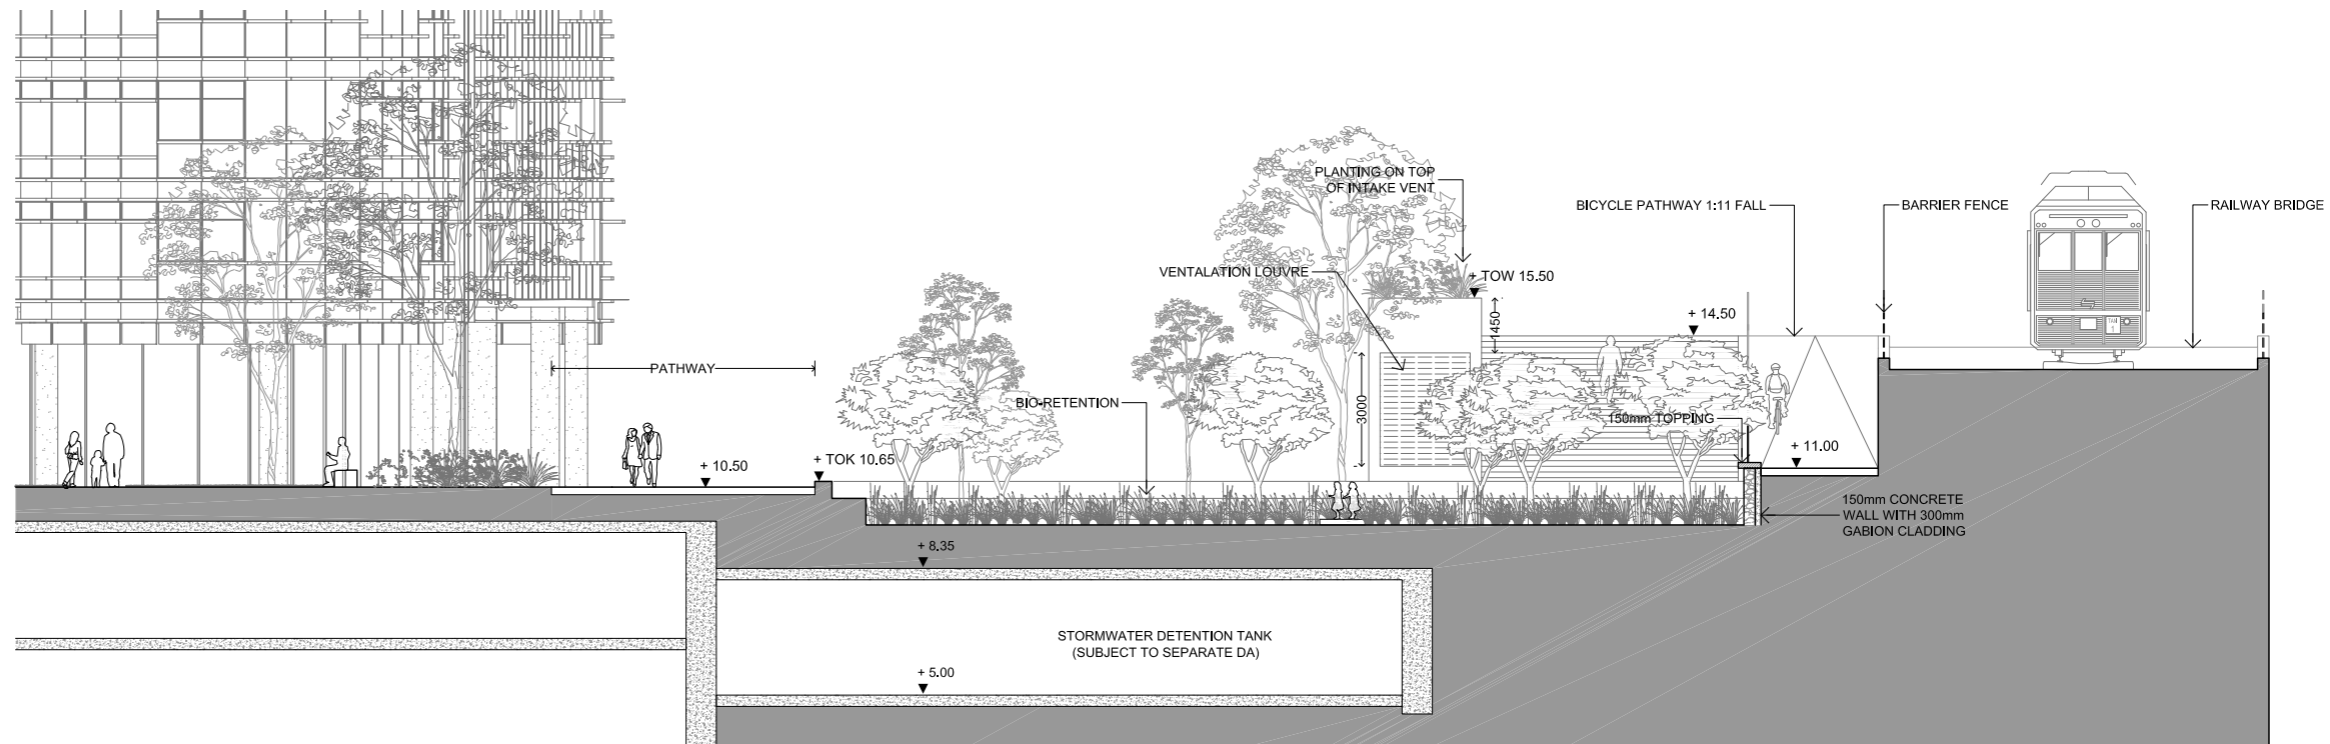 PLANTING ON TOP
OF INTAKE VENT
BICYCLE PATHWAY 1:11 FALL
BARRIER FENCE
RAILWAY BRIDGE
VENTALATION LOUVRE
+ TOW 15.50
1450
+ 14.50
PATHWAY
BIO-RETENTION
3000
150mm TOPPING
+ 10.50
+ TOK 10.65
+ 11.00
150mm CONCRETE
WALL WITH 300mm
GABION CLADDING
+ 8.35
STORMWATER DETENTION TANK
(SUBJECT TO SEPARATE DA)
+ 5.00